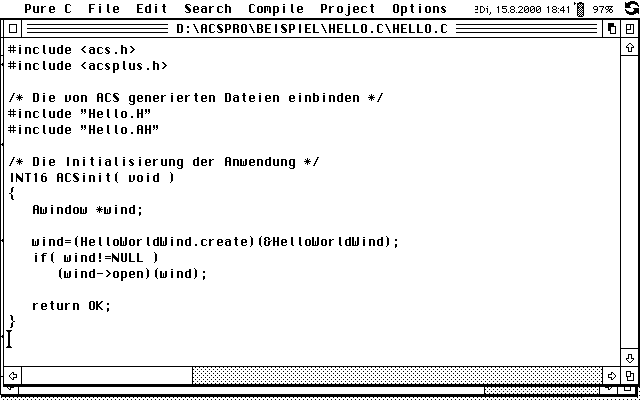 Pure C File Edit Search Compile Project Options ?Di, 15.8.2000 18:41 97%
D:\ACSPRO\BEISPIEL\HELLO.C\HELLO.C
#include <acs.h>
#include <acsplus.h>
/* Die von ACS generierten Dateien einbinden */
#include "Hello.H"
#include "Hello.AH"
/* Die Initialisierung der Anwendung */
INT16 ACSinit( void )
{
Awindow *wind;
wind=(HelloWorldWind.create)(&HelloWorldWind);
if( wind!=NULL )
(wind->open)(wind);
return OK;
}